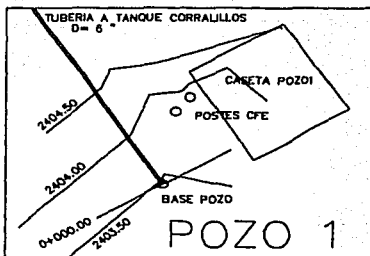 TUBERIA A TANQUE CORRALILLOS
D= 6 "
CASETA POZO1
POSTES CFE
2404.50
2404.00
BASE POZO
0+000.00
2403.50
POZO 1